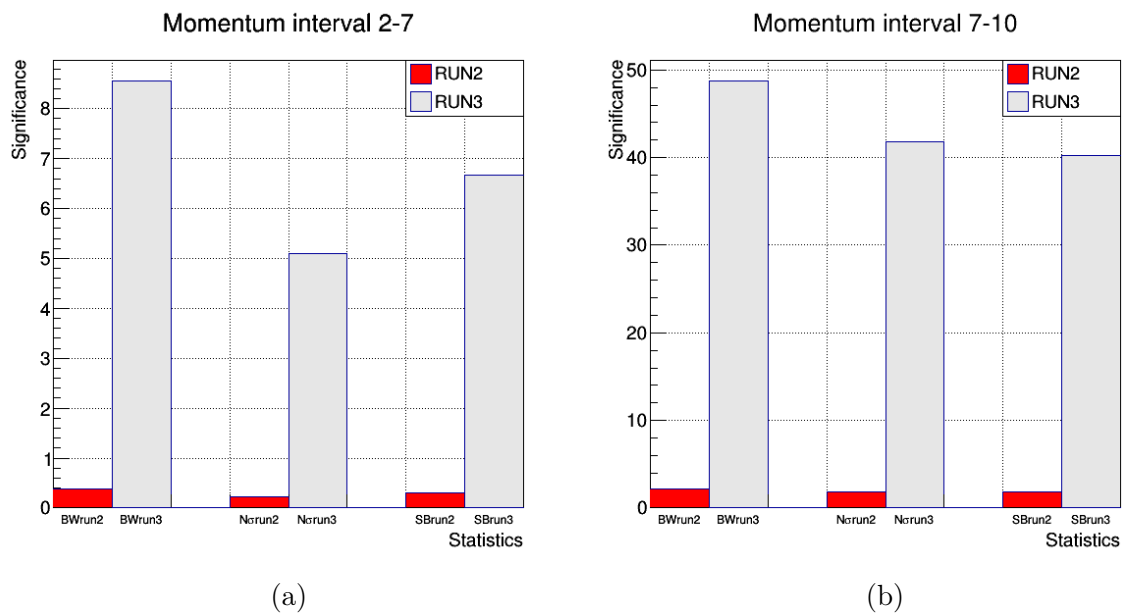 Momentum interval 2-7
Significance
RUN2
RUN3
8
7
6
5
4
3
2
1
0
BWrun2 BWrun3 Nσrun2 Nσrun3 SBrun2 SBrun3
Statistics
(a)
Momentum interval 7-10
Significance
RUN2
RUN3
50
40
30
20
10
0
BWrun2 BWrun3 Nσrun2 Nσrun3 SBrun2 SBrun3
Statistics
(b)